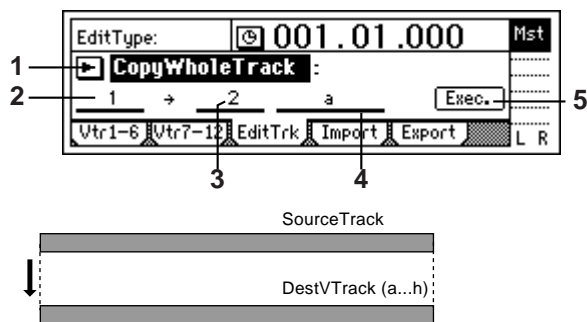 EditType: 001.01.000 Mst
1 CopyWholeTrack :
2 1 → 2 a Exec. 5
Vtr1-6 Vtr7-12 EditTrk Import Export L R
3 4
SourceTrack
DestVTrack (a...h)